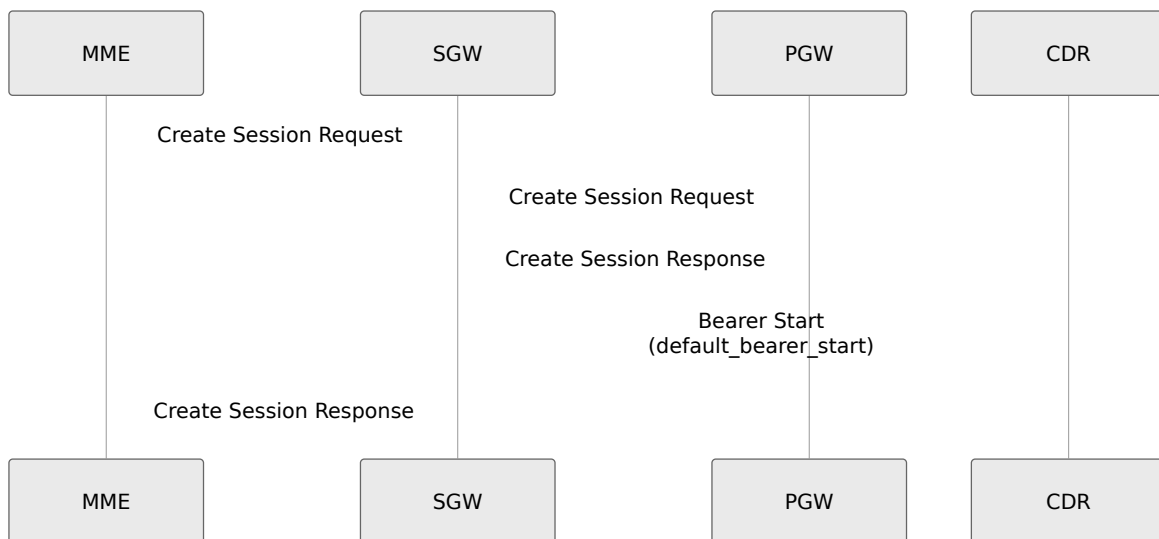 MME
SGW
PGW
CDR
Create Session Request
Create Session Request
Create Session Response
Bearer Start
(default_bearer_start)
Create Session Response
MME
SGW
PGW
CDR